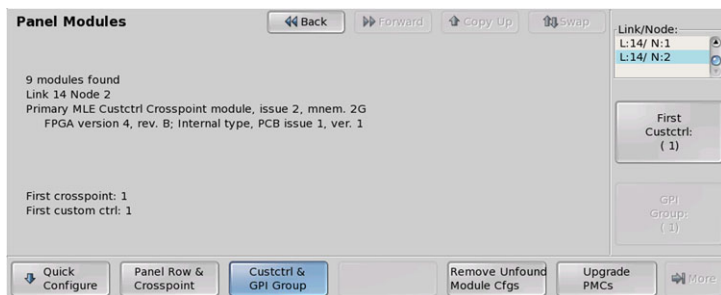 Panel Modules
Back
Forward
Copy Up
Swap
Link/Node:
L:14/ N:1
L:14/ N:2
9 modules found
Link 14 Node 2
Primary MLE Custctrl Crosspoint module, issue 2, mnem. 2G
FPGA version 4, rev. B; Internal type, PCB issue 1, ver. 1
First
Custctrl:
( 1)
First crosspoint: 1
First custom ctrl: 1
GPI
Group:
( 1)
Quick
Configure
Panel Row &
Crosspoint
Custctrl &
GPI Group
Remove Unfound
Module Cfgs
Upgrade
PMCs
More